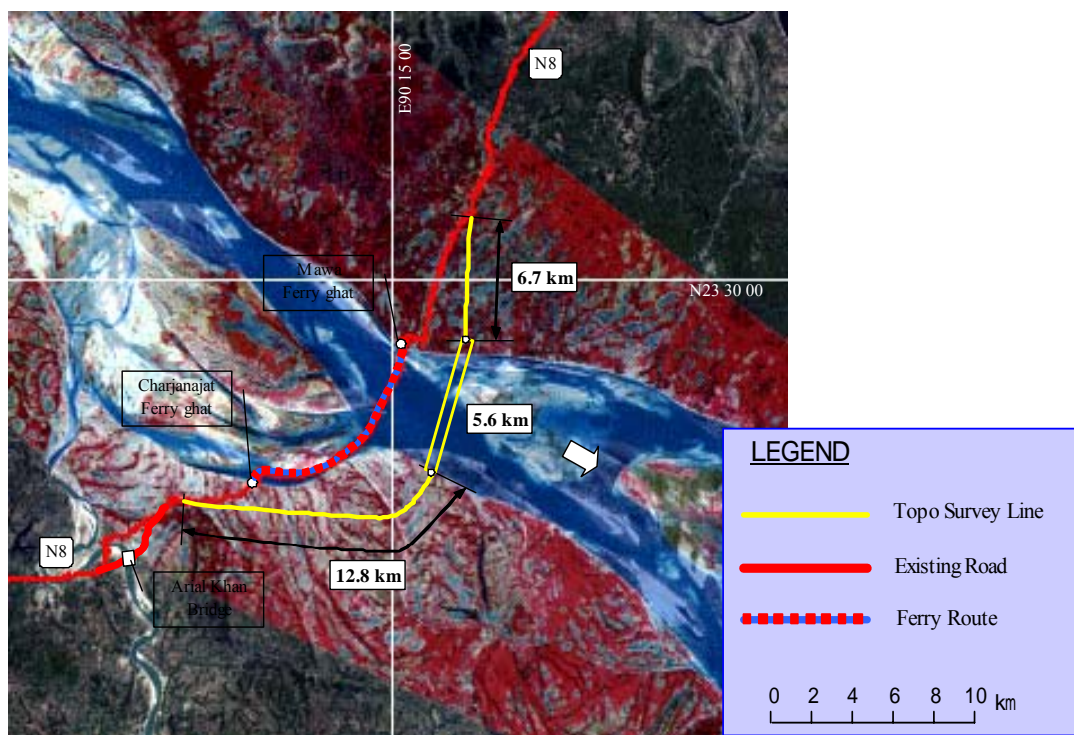 N8
E90 15 00
Mawa
Ferry ghat
6.7 km
N23 30 00
Charjanajat
Ferry ghat
5.6 km
N8
12.8 km
Arial Khan
Bridge
LEGEND
Topo Survey Line
Existing Road
Ferry Route
0 2 4 6 8 10 km